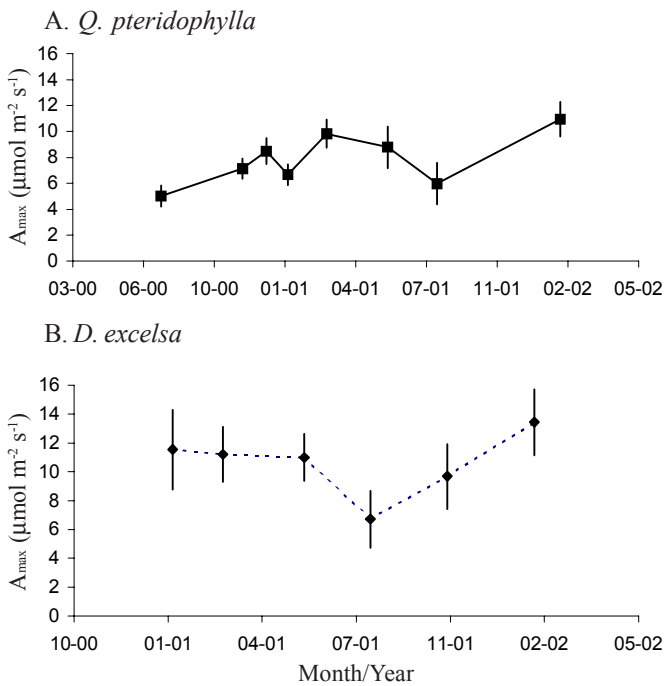 A. Q. pteridophylla
16
14
12
10
8
6
4
2
0
Amax (µmol m-2 s-1)
03-00 06-00 10-00 01-01 04-01 07-01 11-01 02-02 05-02
B. D. excelsa
16
14
12
10
8
6
4
2
0
Amax (µmol m-2 s-1)
10-00 01-01 04-01 07-01 11-01 02-02 05-02
Month/Year